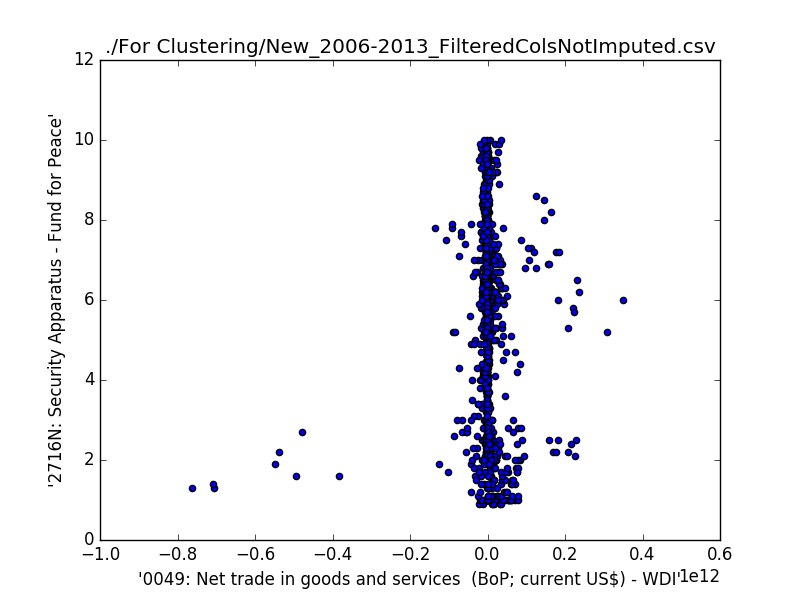 ./For Clustering/New_2006-2013_FilteredColsNotImputed.csv
12
10
8
6
4
2
0
'2716N: Security Apparatus - Fund for Peace'
−1.0 −0.8 −0.6 −0.4 −0.2 0.0 0.2 0.4 0.6
1e12
'0049: Net trade in goods and services  (BoP; current US$) - WDI'